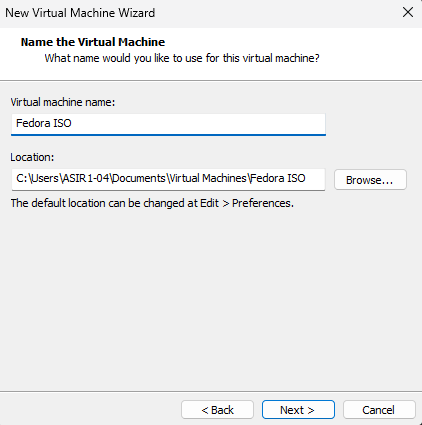 New Virtual Machine Wizard
Name the Virtual Machine
What name would you like to use for this virtual machine?
Virtual machine name:
Fedora ISO
Location:
C:\Users\ASIR1-04\Documents\Virtual Machines\Fedora ISO
Browse...
The default location can be changed at Edit > Preferences.
< Back
Next >
Cancel